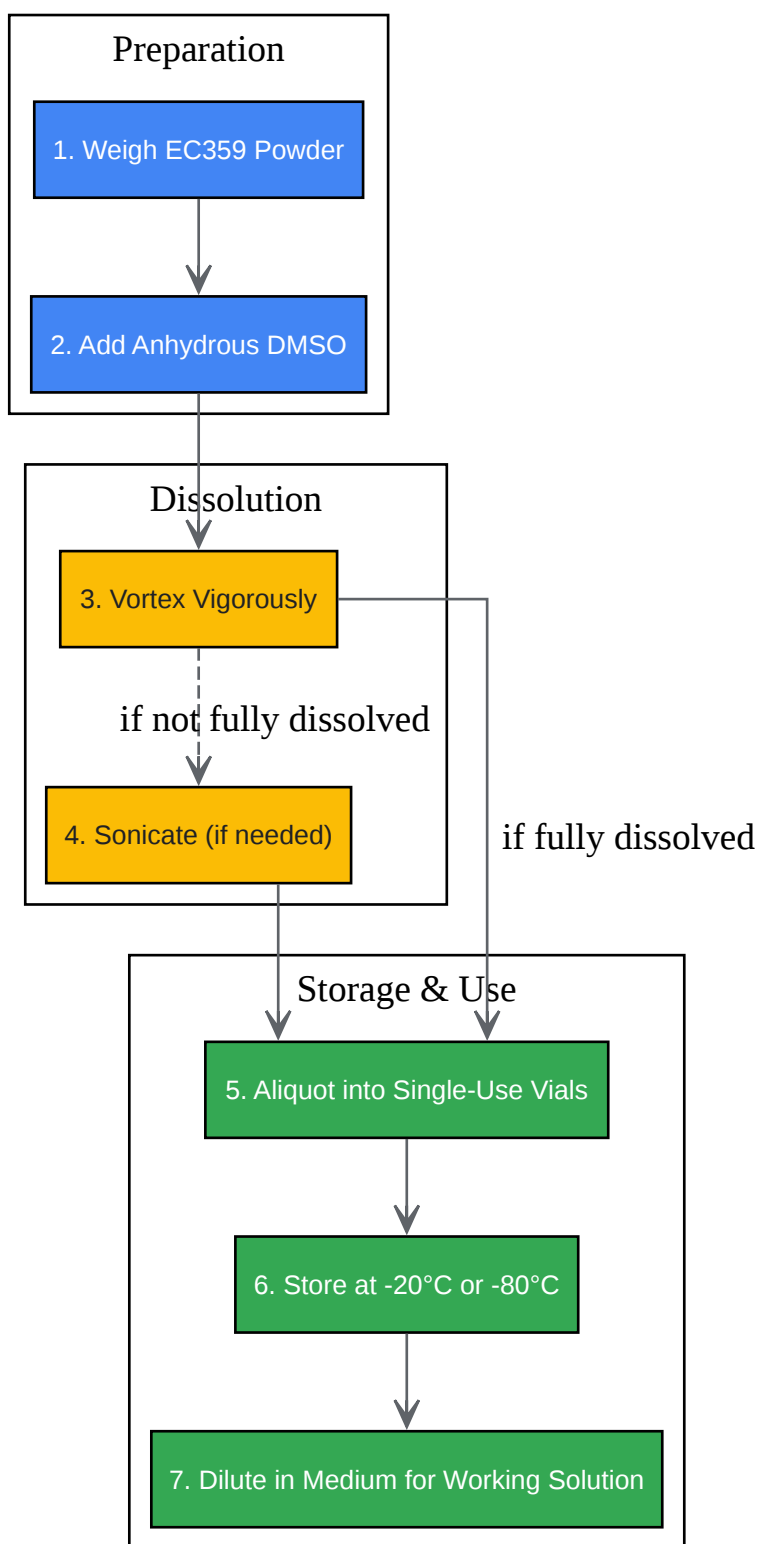 Preparation
1. Weigh EC359 Powder
2. Add Anhydrous DMSO
Dissolution
3. Vortex Vigorously
if not fully dissolved
4. Sonicate (if needed)
if fully dissolved
Storage & Use
5. Aliquot into Single-Use Vials
6. Store at -20°C or -80°C
7. Dilute in Medium for Working Solution